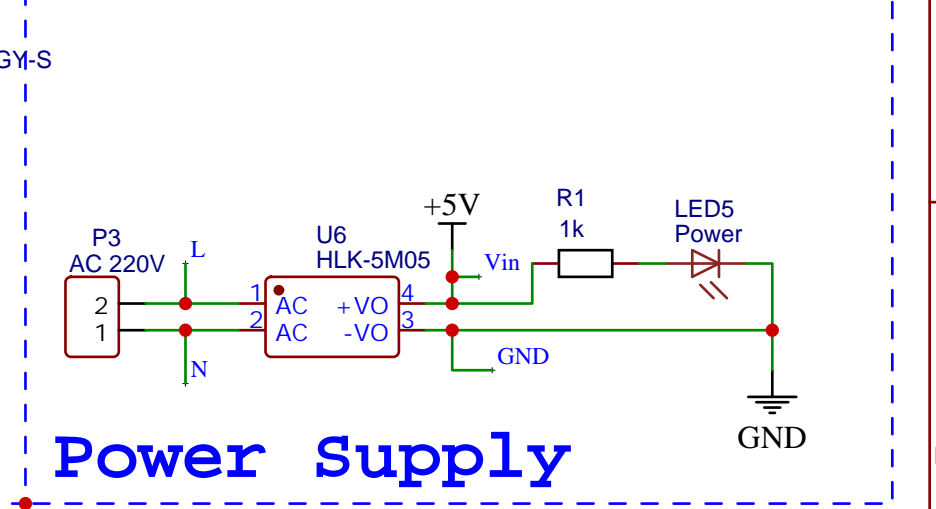 GY-S
+5V
R1
1k
LED5
Power
P3
AC 220V
L
U6
HLK-5M05
Vin
2
1
1
AC
+VO
4
2
AC
-VO
3
N
GND
GND
Power Supply